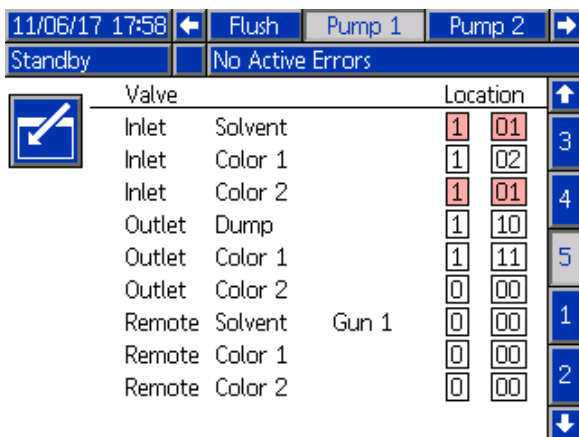 11/06/17 17:58 Flush Pump 1 Pump 2
Standby No Active Errors
Valve Location
Inlet Solvent 1 01
Inlet Color 1 1 02
Inlet Color 2 1 01
Outlet Dump 1 10
Outlet Color 1 1 11
Outlet Color 2 0 00
Remote Solvent Gun 1 0 00
Remote Color 1 0 00
Remote Color 2 0 00
3
4
5
1
2